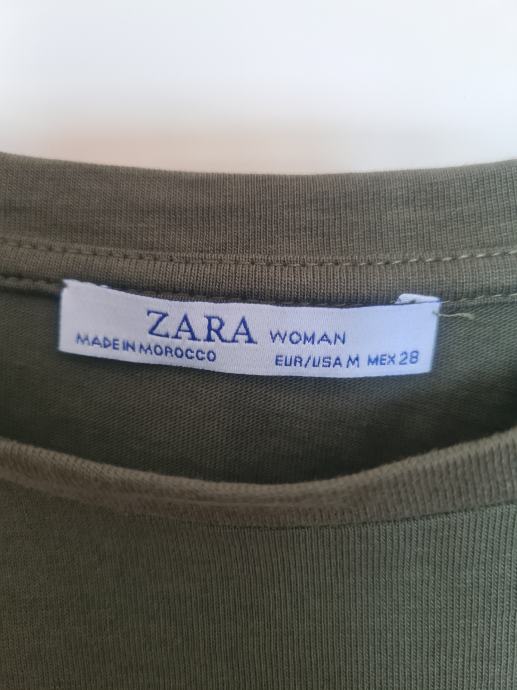 ZARA WOMAN
MADE IN MOROCCO EUR/USA M MEX 28